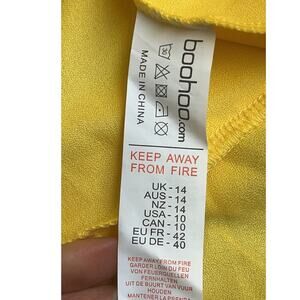 boohoo.com
30
MADE IN CHINA
KEEP AWAY
FROM FIRE
UK - 14
AUS - 14
NZ - 14
USA - 10
CAN - 10
EU FR - 42
EU DE - 40
KEEP AWAY FROM FIRE
GARDER LOIN DU FEU
VON FEUERQUELLEN
FERNHALTEN
UIT DE BUURT VAN VUUR
HOUDEN
MANTENER LA PRENDA